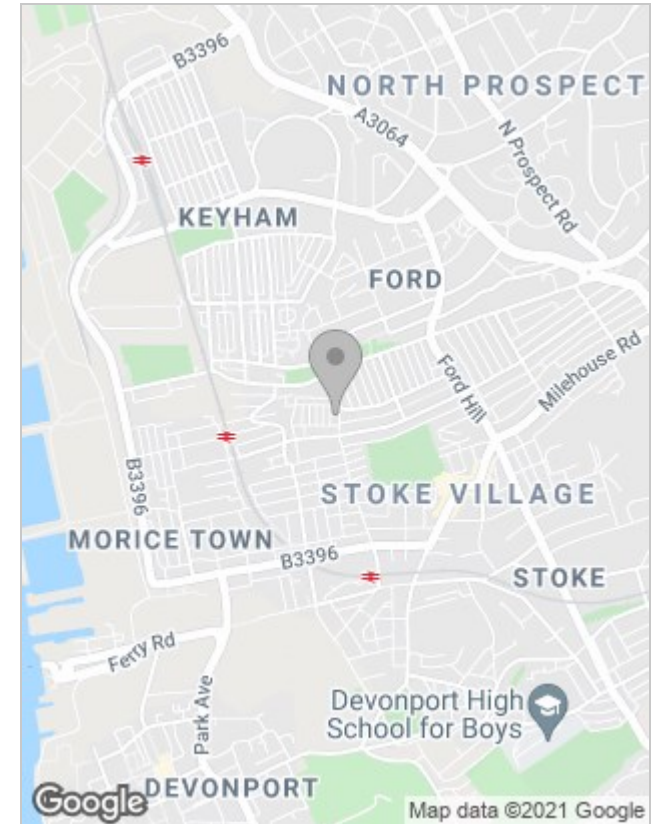 B3396
NORTH PROSPECT
A3064
N Prospect Rd
KEYHAM
FORD
Ford Hill
Milehouse Rd
B3396
STOKE VILLAGE
MORICE TOWN
B3396
STOKE
Ferry Rd
Park Ave
Devonport High
School for Boys
DEVONPORT
Google
Map data ©2021 Google